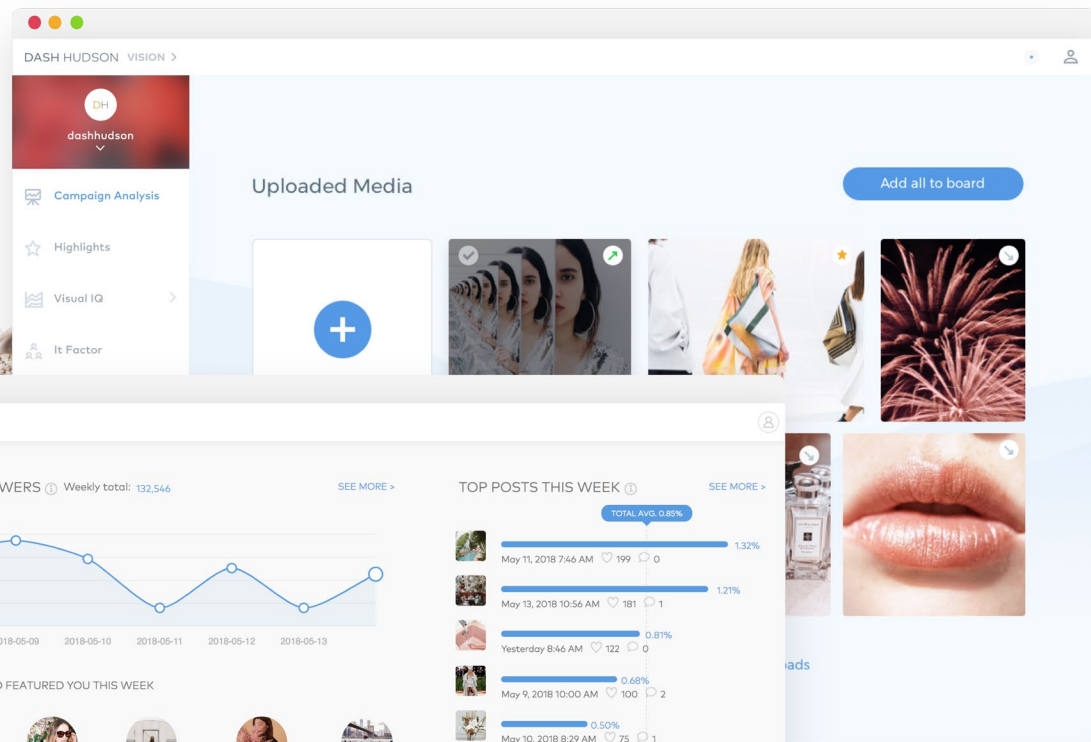 DASH HUDSON VISION >
DH
dashhudson
Campaign Analysis
Highlights
Visual IQ
It Factor
Uploaded Media
Add all to board
WERS Weekly total: 132,546
SEE MORE >
2018-05-09 2018-05-10 2018-05-11 2018-05-12 2018-05-13
FEATURED YOU THIS WEEK
TOP POSTS THIS WEEK
SEE MORE >
TOTAL AVG. 0.85%
1.32%
May 11, 2018 7:46 AM 199 0
1.21%
May 13, 2018 10:56 AM 181 1
0.81%
Yesterday 8:46 AM 122 0
0.68%
May 9, 2018 10:00 AM 100 2
0.50%
May 10, 2018 8:29 AM 75 1
ads